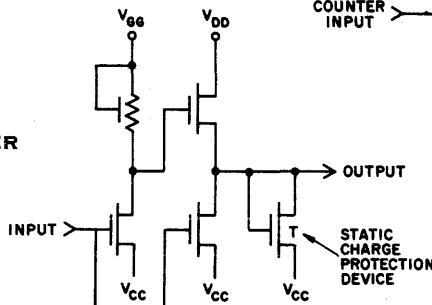 COUNTER
INPUT
VGG
VDD
ER
OUTPUT
INPUT
T
STATIC
CHARGE
PROTECTION
DEVICE
VCC
VCC
VCC